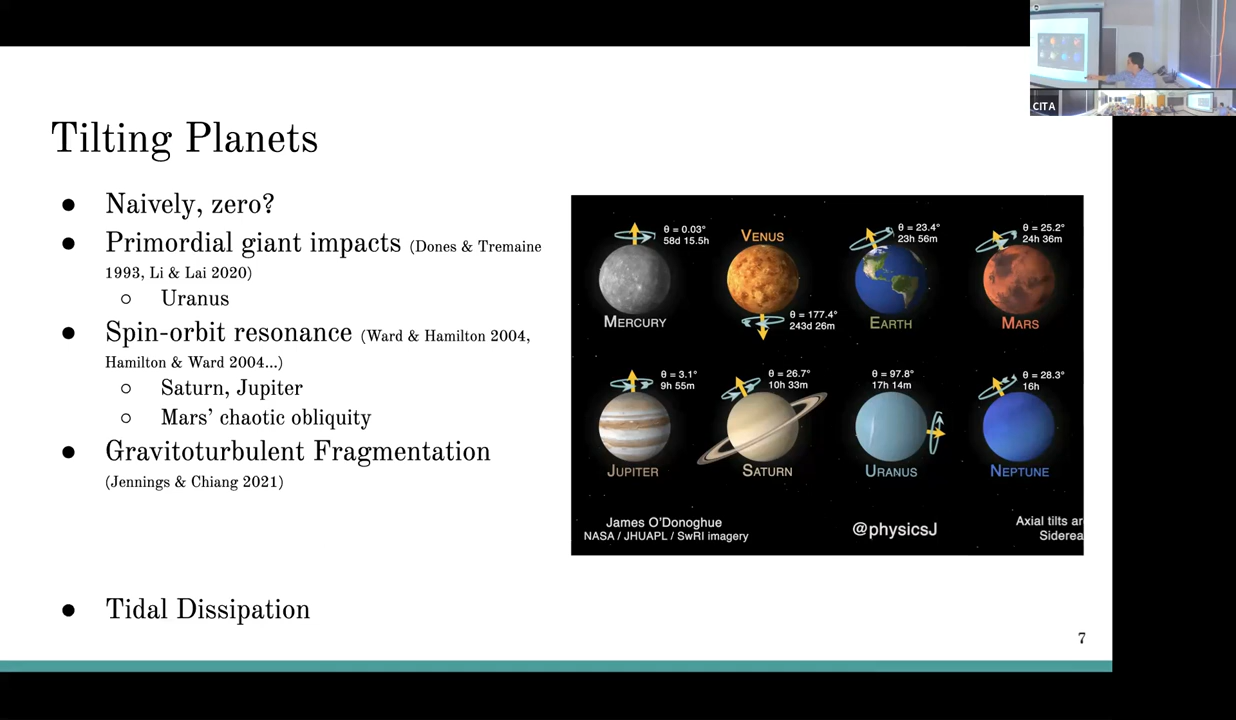 Tilting Planets
● Naively, zero?
● Primordial giant impacts (Dones & Tremaine
1993, Li & Lai 2020)
○ Uranus
● Spin-orbit resonance (Ward & Hamilton 2004,
Hamilton & Ward 2004...)
○ Saturn, Jupiter
○ Mars' chaotic obliquity
● Gravitoturbulent Fragmentation
(Jennings & Chiang 2021)
● Tidal Dissipation
θ = 0.03°
58d 15.5h
MERCURY
VENUS
θ = 177.4°
243d 26m
θ = 23.4°
23h 56m
EARTH
θ = 25.2°
24h 36m
MARS
θ = 3.1°
9h 55m
JUPITER
θ = 26.7°
10h 33m
SATURN
θ = 97.8°
17h 14m
URANUS
θ = 28.3°
16h
NEPTUNE
James O'Donoghue
NASA / JHUAPL / SwRI imagery
@physicsJ
Axial tilts ar
Siderea
7
CITA